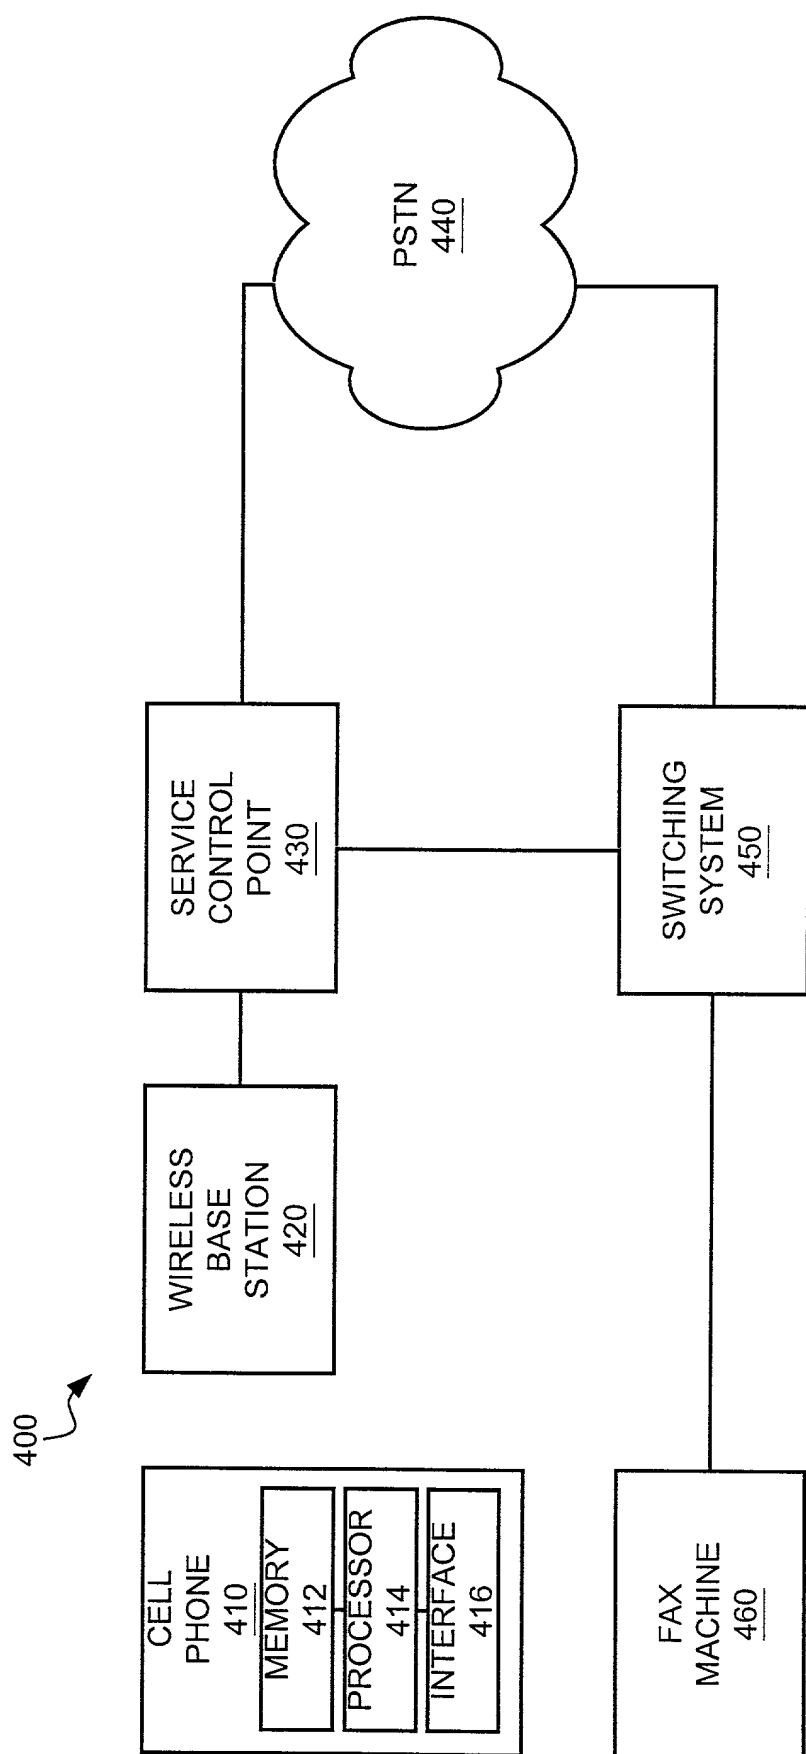 400
CELL
PHONE
410
MEMORY
412
PROCESSOR
414
INTERFACE
416
WIRELESS
BASE
STATION
420
SERVICE
CONTROL
POINT
430
PSTN
440
FAX
MACHINE
460
SWITCHING
SYSTEM
450